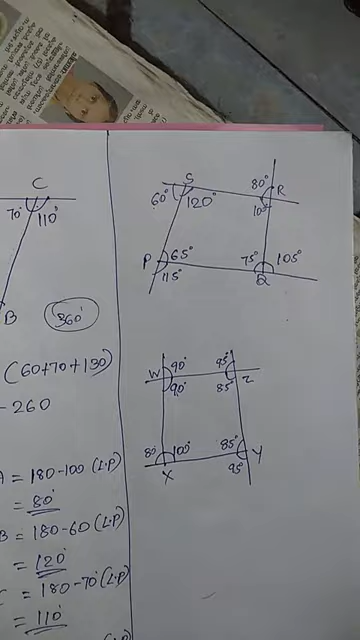 C
70° 110°
B
360°
(60+70+130)
- 260
A = 180-100 (L.P)
= 80°
B = 180-60 (L.P)
= 120°
C = 180-70° (L.P)
= 110°
S 80° R
60° 120° 10
P 65° 75° 105°
115° Q
W 90° 95°
90° 85° Z
80° 100° 85° Y
X 95°